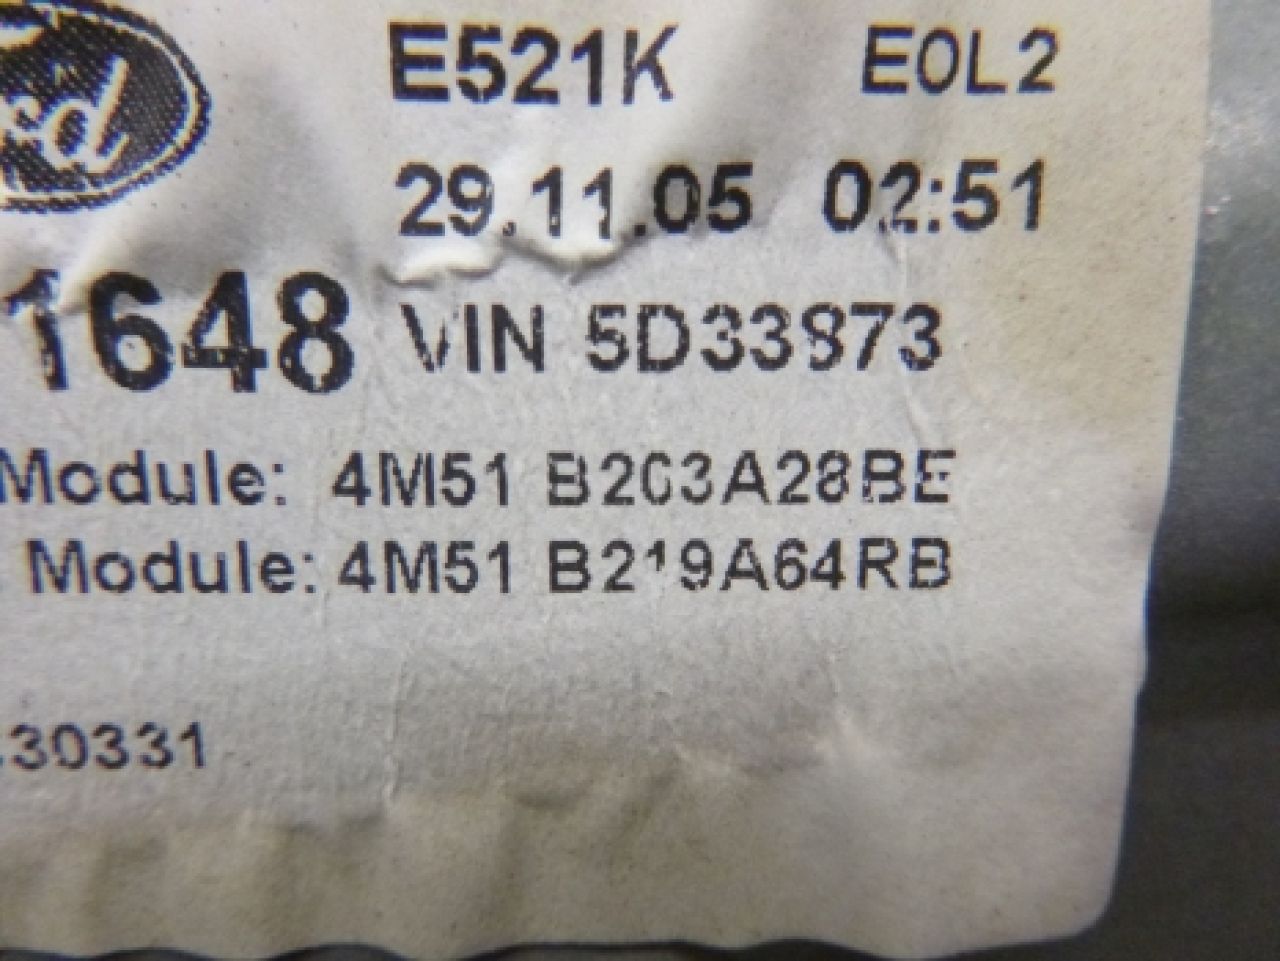 E521K EOL2
29.11.05 02:51
1648 VIN 5D33873
Module: 4M51 B203A28BE
Module: 4M51 B219A64RB
30331